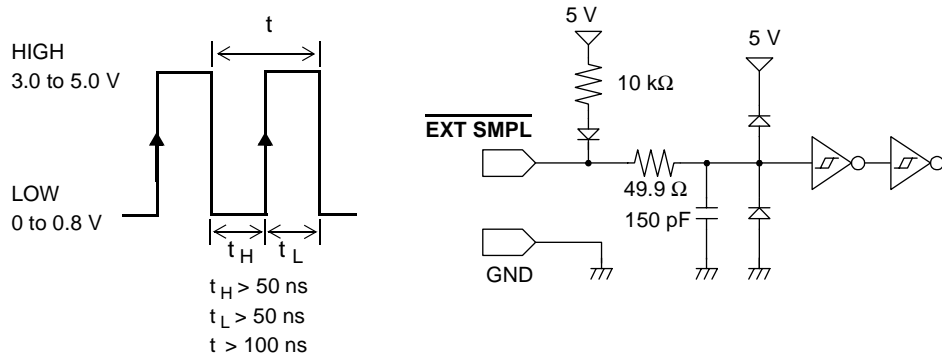 t
HIGH
3.0 to 5.0 V
LOW
0 to 0.8 V
t H
t L
t H > 50 ns
t L > 50 ns
t > 100 ns
5 V
10 kΩ
5 V
EXT SMPL
49.9 Ω
150 pF
GND